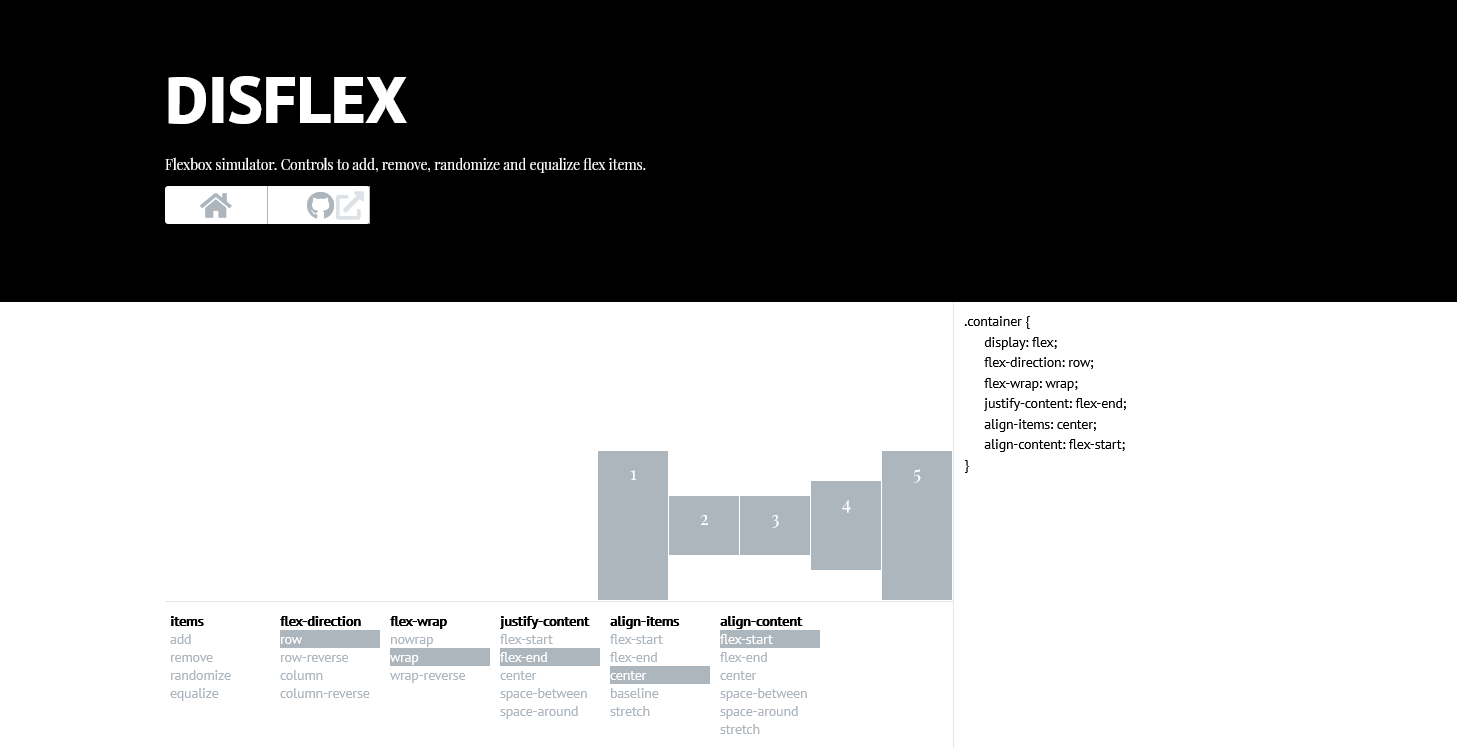 DISFLEX
Flexbox simulator. Controls to add, remove, randomize and equalize flex items.
.container {
display: flex;
flex-direction: row;
flex-wrap: wrap;
justify-content: flex-end;
align-items: center;
align-content: flex-start;
}
1
2
3
4
5
items
add
remove
randomize
equalize
flex-direction
row
row-reverse
column
column-reverse
flex-wrap
nowrap
wrap
wrap-reverse
justify-content
flex-start
flex-end
center
space-between
space-around
align-items
flex-start
flex-end
center
baseline
stretch
align-content
flex-start
flex-end
center
space-between
space-around
stretch